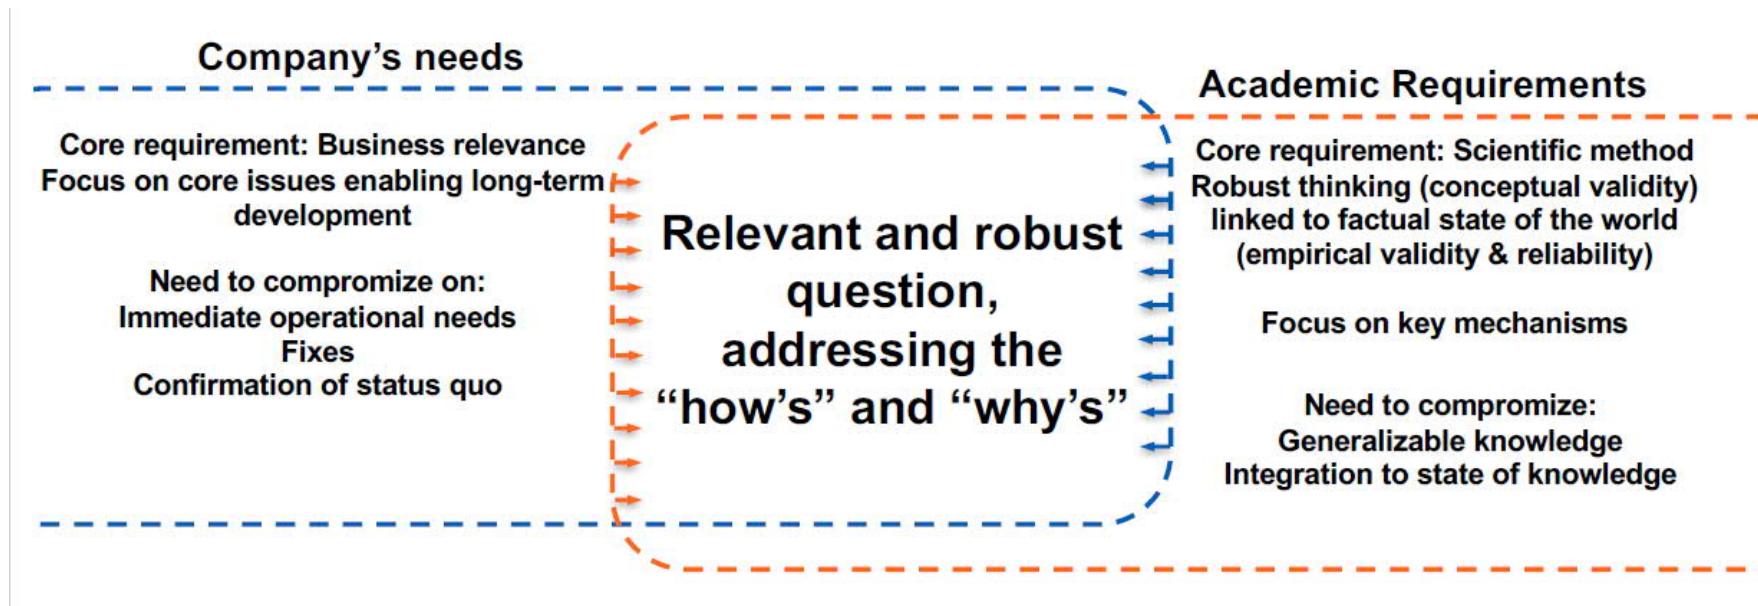 Company’s needs
Core requirement: Business relevance
Focus on core issues enabling long-term
development
Need to compromize on:
Immediate operational needs
Fixes
Confirmation of status quo
Relevant and robust
question,
addressing the
“how’s” and “why’s”
Academic Requirements
Core requirement: Scientific method
Robust thinking (conceptual validity)
linked to factual state of the world
(empirical validity & reliability)
Focus on key mechanisms
Need to compromize:
Generalizable knowledge
Integration to state of knowledge